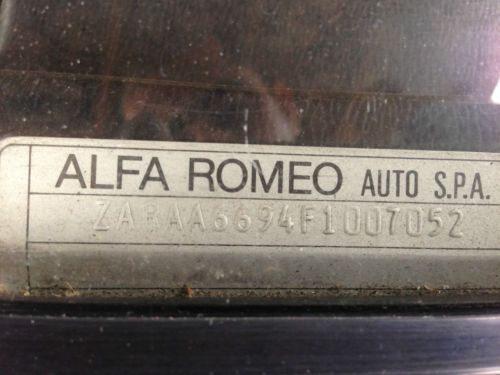 ALFA ROMEO AUTO S.P.A.
ZARAA6694F1007052